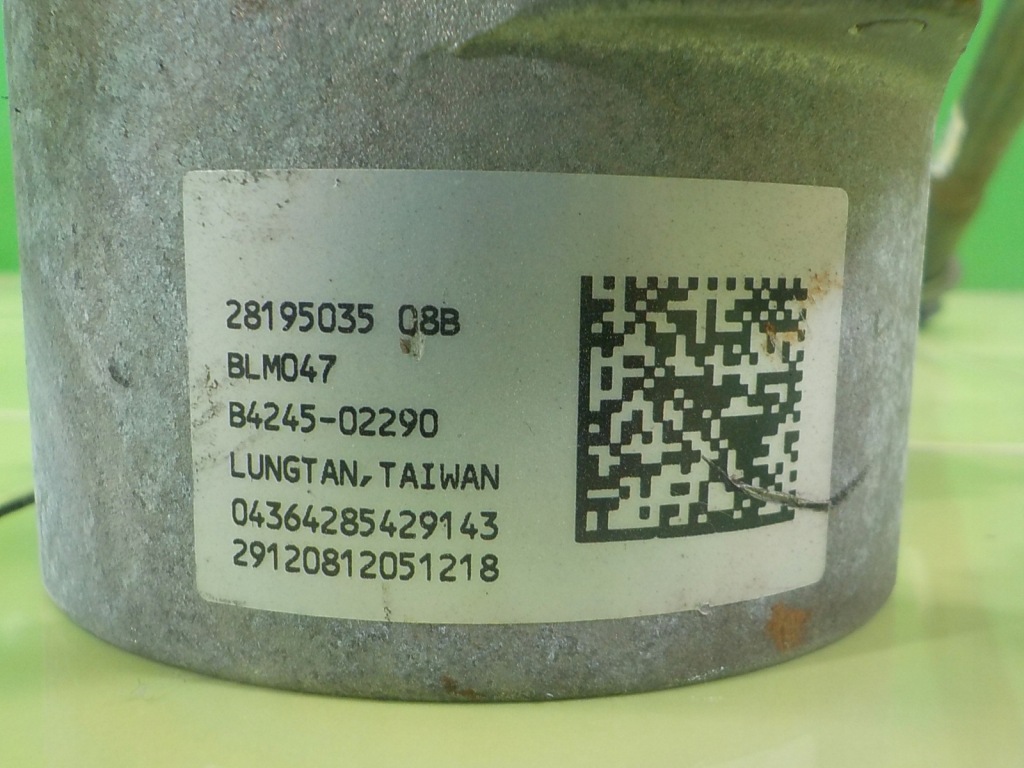 28195035 08B
BLM047
B4245-02290
LUNGTAN,TAIWAN
04364285429143
29120812051218